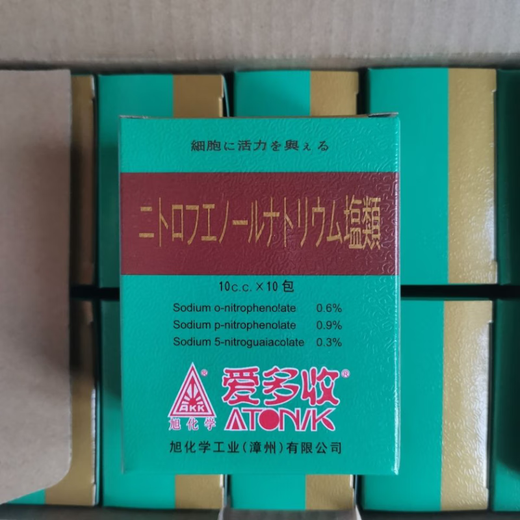 細胞に活力を與える
ニトロフエノールナトリウム塩類
10c.c.×10包
Sodium o-nitrophenolate 0.6%
Sodium p-nitrophenolate 0.9%
Sodium 5-nitroguaiacolate 0.3%
AKK
旭化学
爱多收®
ATONIK
旭化学工业(漳州)有限公司